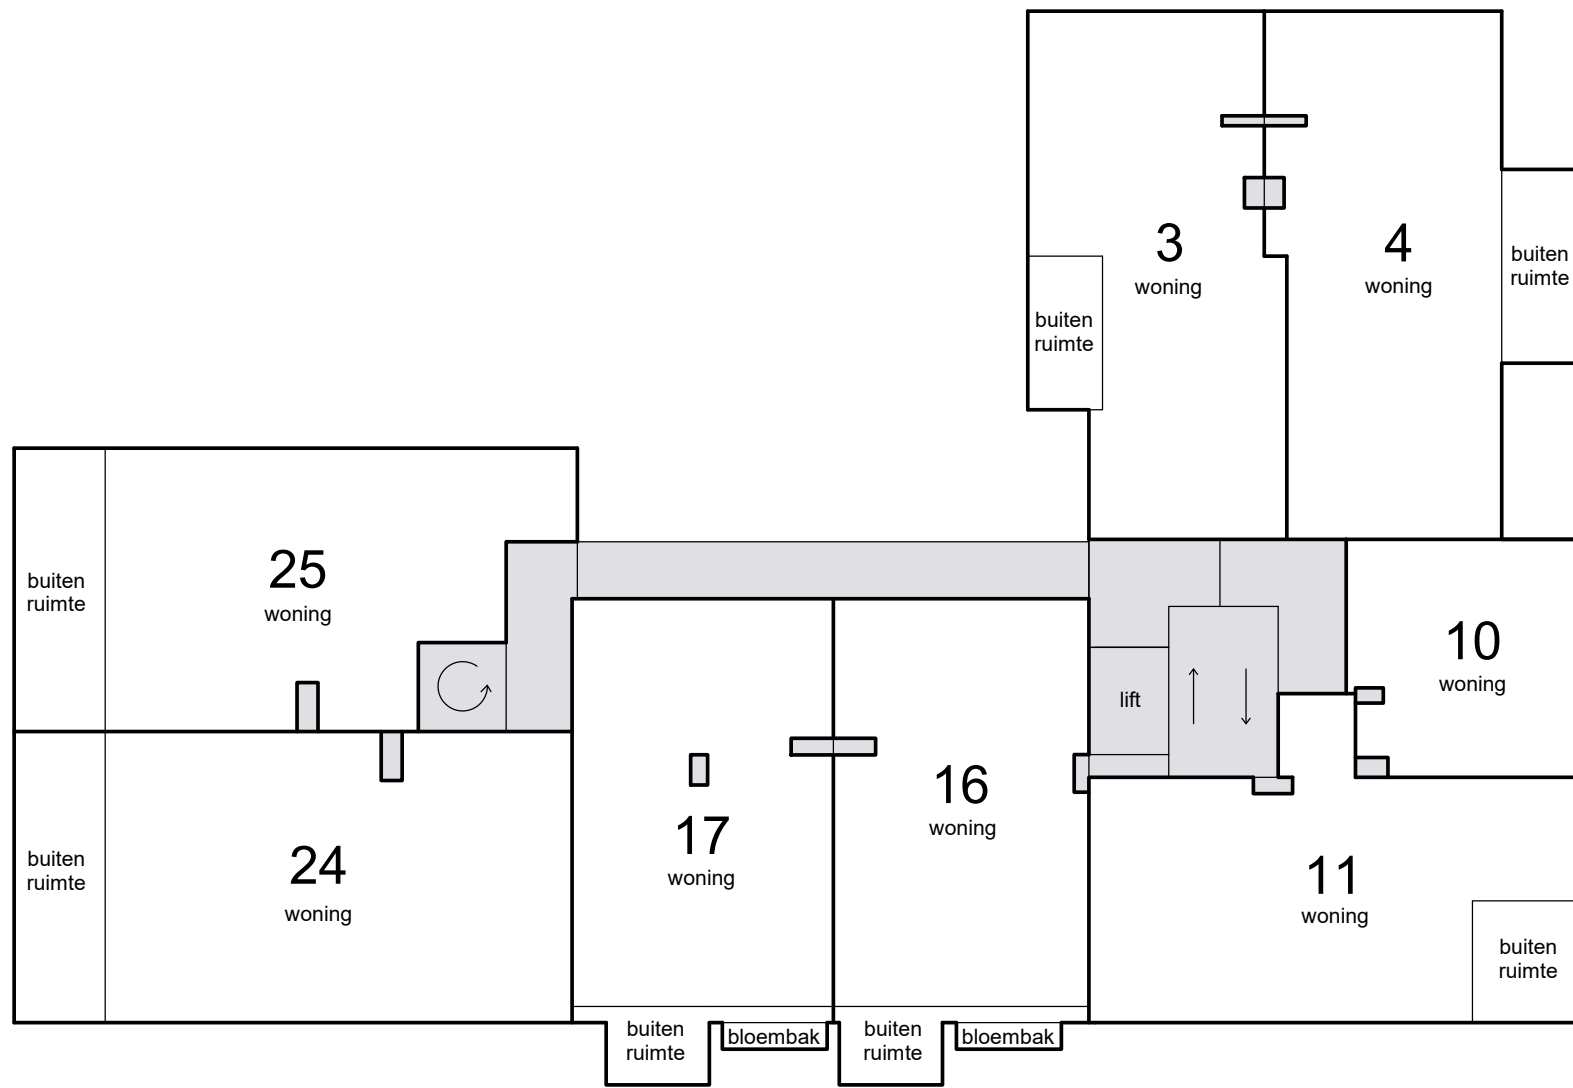 3
woning
4
woning
buiten
ruimte
buiten
ruimte
25
woning
buiten
ruimte
10
woning
lift
16
woning
17
woning
24
woning
buiten
ruimte
11
woning
buiten
ruimte
buiten
ruimte
bloembak
buiten
ruimte
bloembak